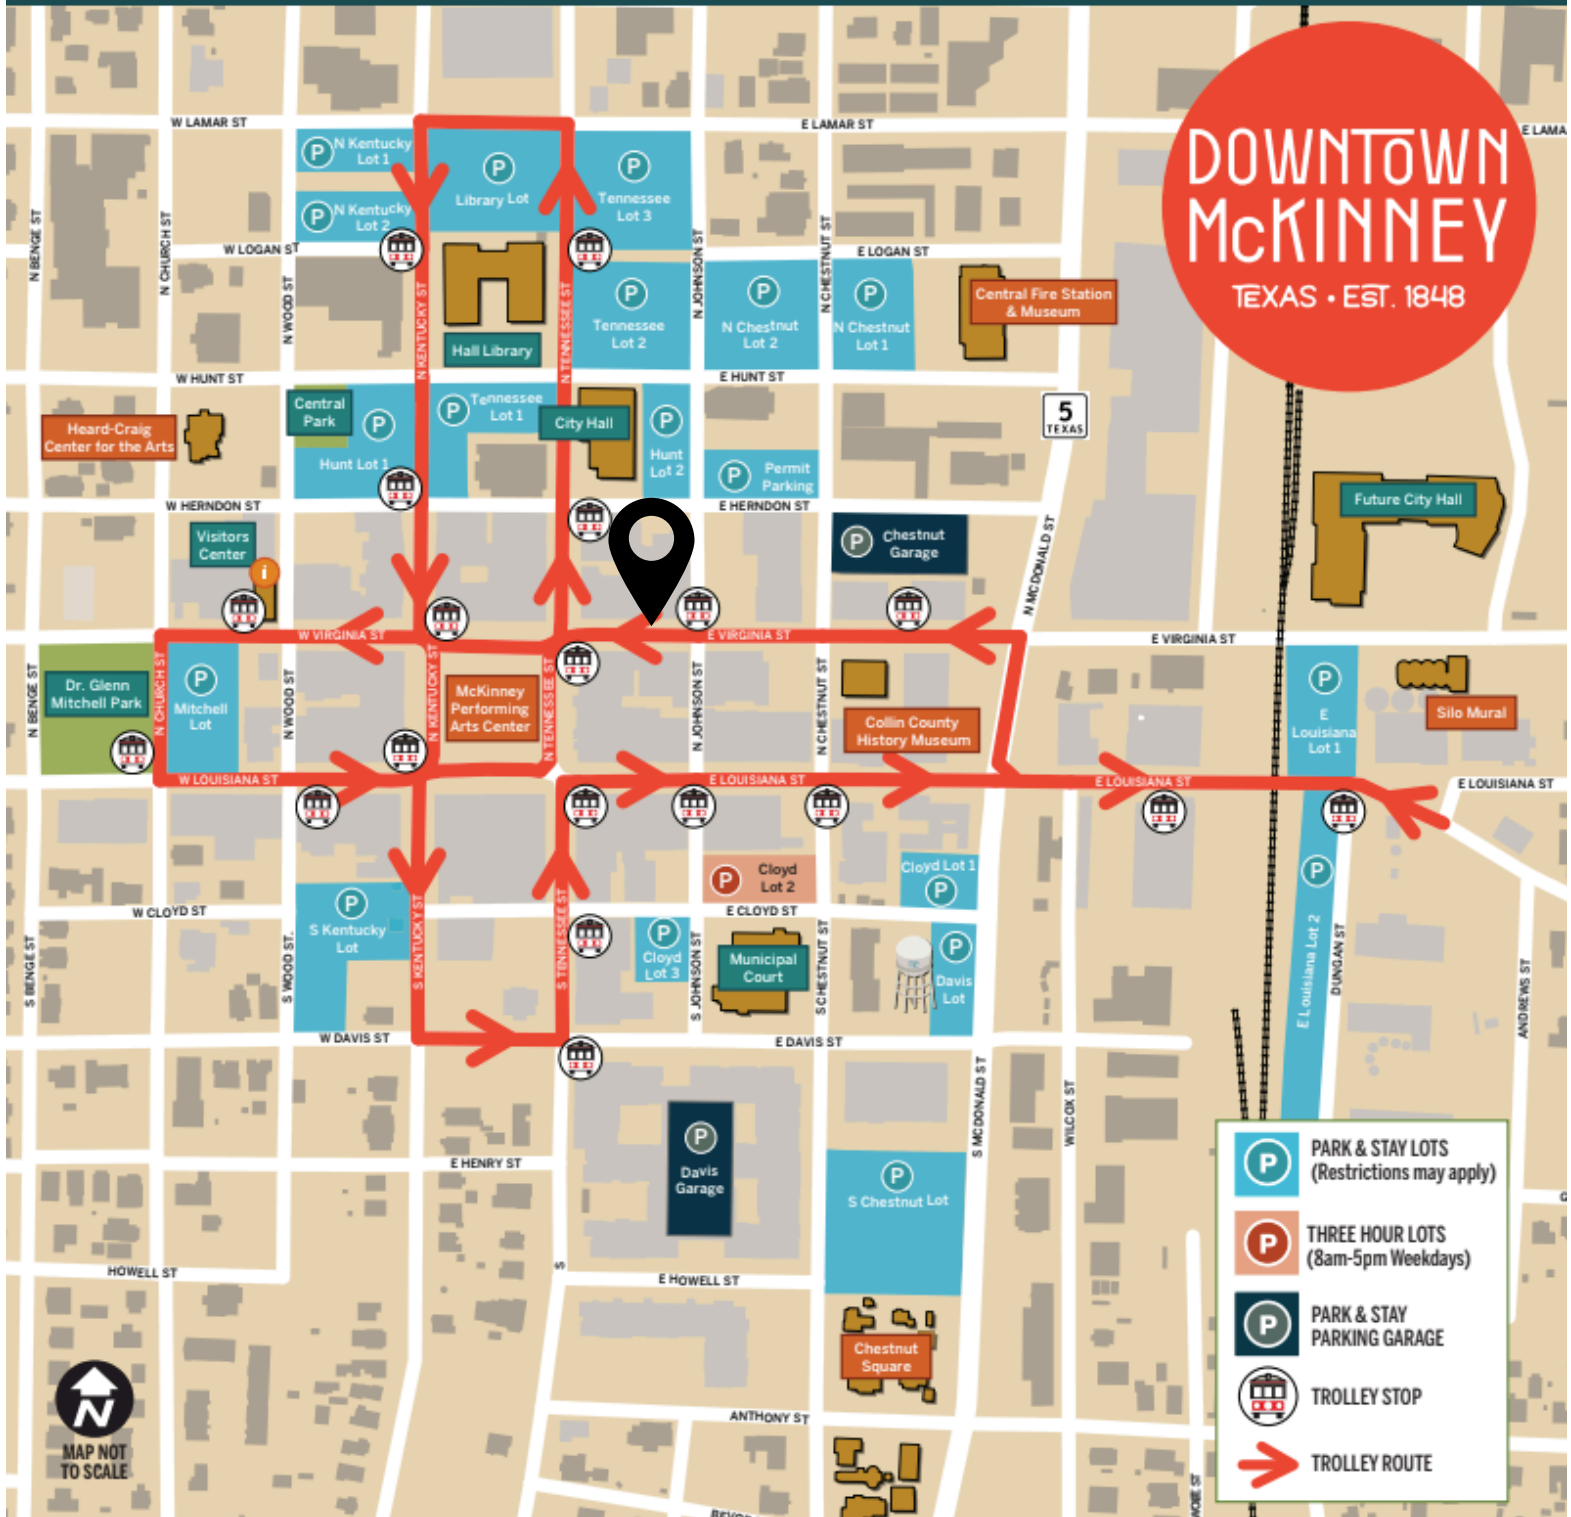 DOWNTOWN
McKINNEY
TEXAS • EST. 1848
W LAMAR ST
E LAMAR ST
E LAMA
N Kentucky
Lot 1
Library Lot
Tennessee
Lot 3
N Kentucky
Lot 2
N BENGE ST
N CHURCH ST
W LOGAN ST
N WOOD ST
N KENTUCKY ST
N TENNESSEE ST
N JOHNSON ST
N CHESTNUT ST
E LOGAN ST
Hall Library
Tennessee
Lot 2
N Chestnut
Lot 2
N Chestnut
Lot 1
Central Fire Station
& Museum
W HUNT ST
E HUNT ST
Central
Park
Hunt Lot 1
Tennessee
Lot 1
City Hall
Hunt
Lot 2
Permit
Parking
5
TEXAS
Heard-Craig
Center for the Arts
Future City Hall
W HERNDON ST
E HERNDON ST
Visitors
Center
i
Chestnut
Garage
N MCDONALD ST
W VIRGINIA ST
E VIRGINIA ST
E VIRGINIA ST
N BENGE ST
Dr. Glenn
Mitchell Park
N CHURCH ST
Mitchell
Lot
N WOOD ST
N KENTUCKY ST
McKinney
Performing
Arts Center
N TENNESSEE ST
N JOHNSON ST
N CHESTNUT ST
Collin County
History Museum
E
Louisiana
Lot 1
Silo Mural
W LOUISIANA ST
E LOUISIANA ST
E LOUISIANA ST
E LOUISIANA ST
Cloyd
Lot 2
Cloyd Lot 1
W CLOYD ST
E CLOYD ST
S BENGE ST
S WOOD ST.
S Kentucky
Lot
S KENTUCKY ST
S TENNESSEE ST
Cloyd
Lot 3
S JOHNSON ST
Municipal
Court
S CHESTNUT ST
Davis
Lot
E Louisiana Lot 2
DUNGAN ST
ANDREWS ST
W DAVIS ST
E DAVIS ST
S MCDONALD ST
WILCOX ST
E HENRY ST
Davis
Garage
S Chestnut Lot
HOWELL ST
S
E HOWELL ST
Chestnut
Square
ANTHONY ST
N
MAP NOT
TO SCALE
P
PARK & STAY LOTS
(Restrictions may apply)
P
THREE HOUR LOTS
(8am-5pm Weekdays)
P
PARK & STAY
PARKING GARAGE
TROLLEY STOP
TROLLEY ROUTE